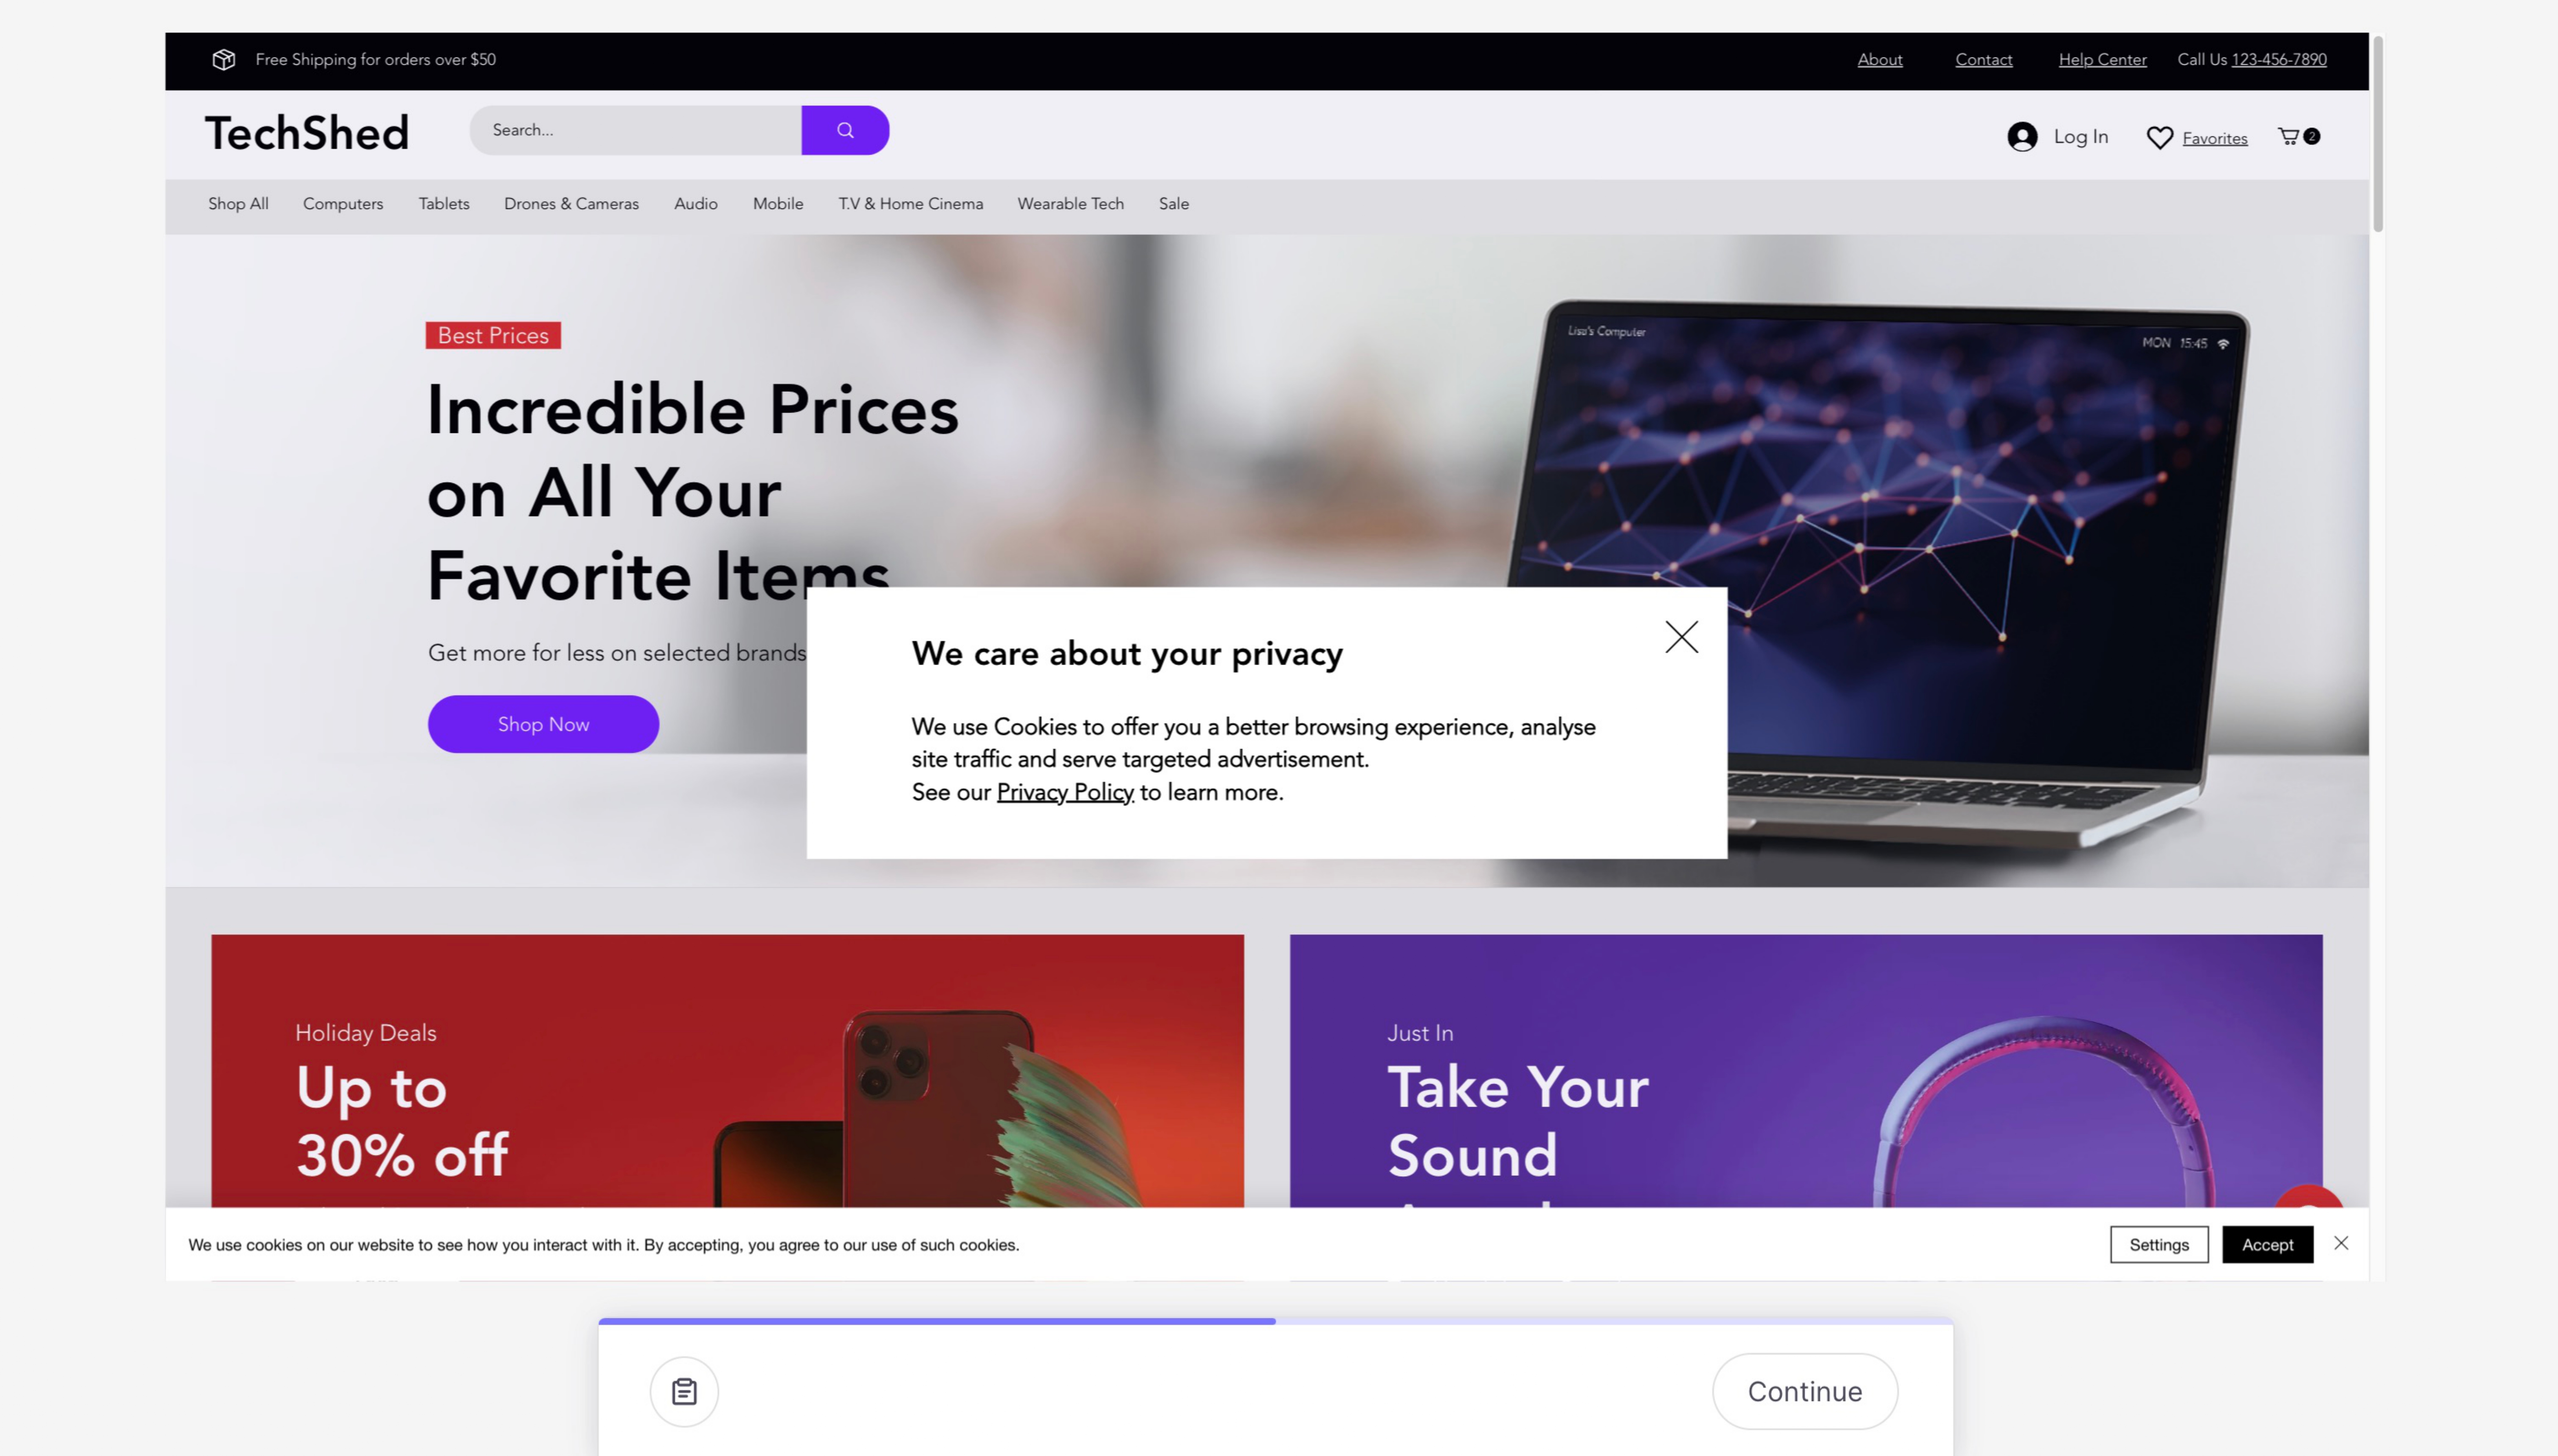 Free Shipping for orders over $50
About Contact Help Center Call Us 123-456-7890
TechShed
Search...
Log In Favorites 2
Shop All Computers Tablets Drones & Cameras Audio Mobile T.V & Home Cinema Wearable Tech Sale
Best Prices
Incredible Prices
on All Your
Favorite Items
Get more for less on selected brands
Shop Now
Lisa's Computer
MON 15:45
We care about your privacy
We use Cookies to offer you a better browsing experience, analyse
site traffic and serve targeted advertisement.
See our Privacy Policy to learn more.
Holiday Deals
Up to
30% off
Just In
Take Your
Sound
We use cookies on our website to see how you interact with it. By accepting, you agree to our use of such cookies.
Settings Accept
Continue